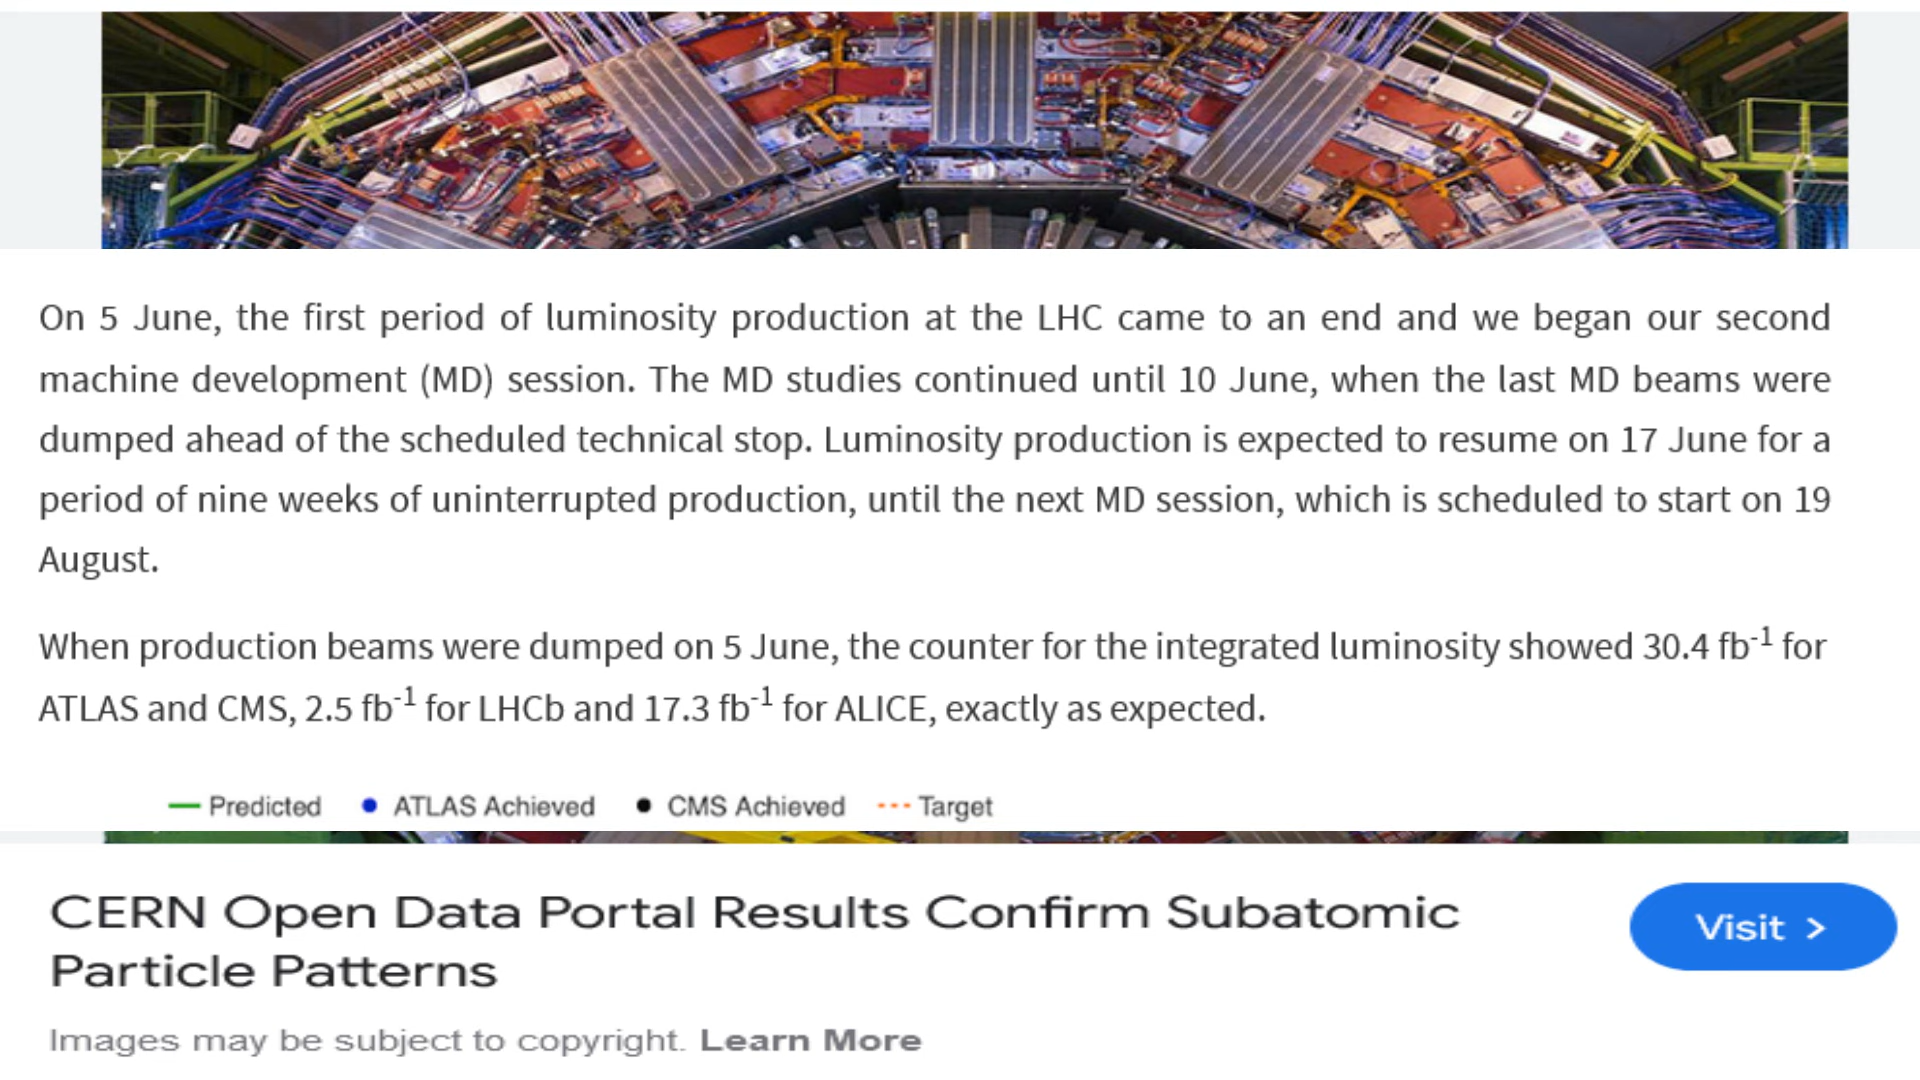 On 5 June, the first period of luminosity production at the LHC came to an end and we began our second
machine development (MD) session. The MD studies continued until 10 June, when the last MD beams were
dumped ahead of the scheduled technical stop. Luminosity production is expected to resume on 17 June for a
period of nine weeks of uninterrupted production, until the next MD session, which is scheduled to start on 19
August.
When production beams were dumped on 5 June, the counter for the integrated luminosity showed 30.4 fb⁻¹ for
ATLAS and CMS, 2.5 fb⁻¹ for LHCb and 17.3 fb⁻¹ for ALICE, exactly as expected.
Predicted ATLAS Achieved CMS Achieved Target
CERN Open Data Portal Results Confirm Subatomic
Particle Patterns
Visit >
Images may be subject to copyright. Learn More